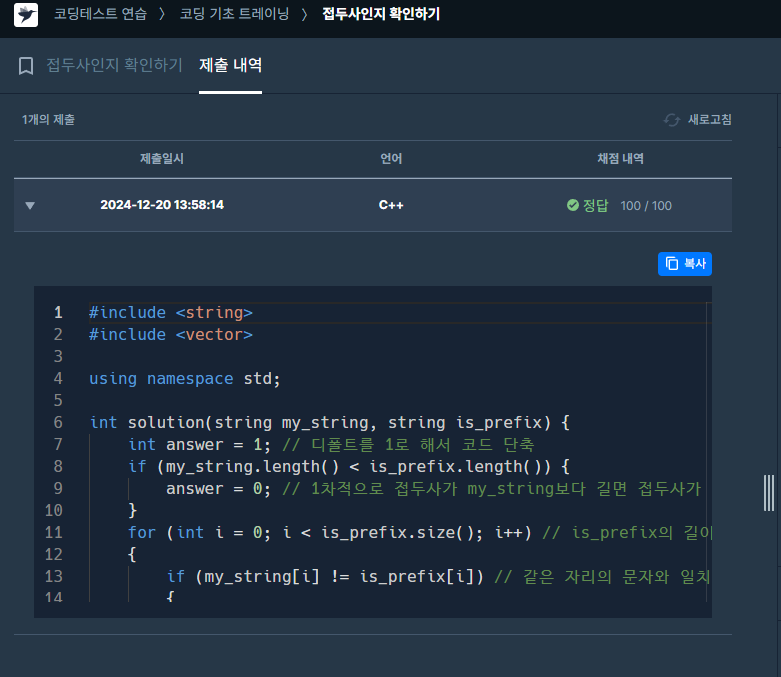 코딩테스트 연습 〉 코딩 기초 트레이닝 〉 접두사인지 확인하기
접두사인지 확인하기 제출 내역
1개의 제출 새로고침
제출일시 언어 채점 내역
▼ 2024-12-20 13:58:14 C++ 정답 100 / 100
복사
1 #include <string>
2 #include <vector>
3
4 using namespace std;
5
6 int solution(string my_string, string is_prefix) {
7     int answer = 1; // 디폴트를 1로 해서 코드 단축
8     if (my_string.length() < is_prefix.length()) {
9         answer = 0; // 1차적으로 접두사가 my_string보다 길면 접두사가
10     }
11     for (int i = 0; i < is_prefix.size(); i++) // is_prefix의 길이
12     {
13         if (my_string[i] != is_prefix[i]) // 같은 자리의 문자와 일치
14         {